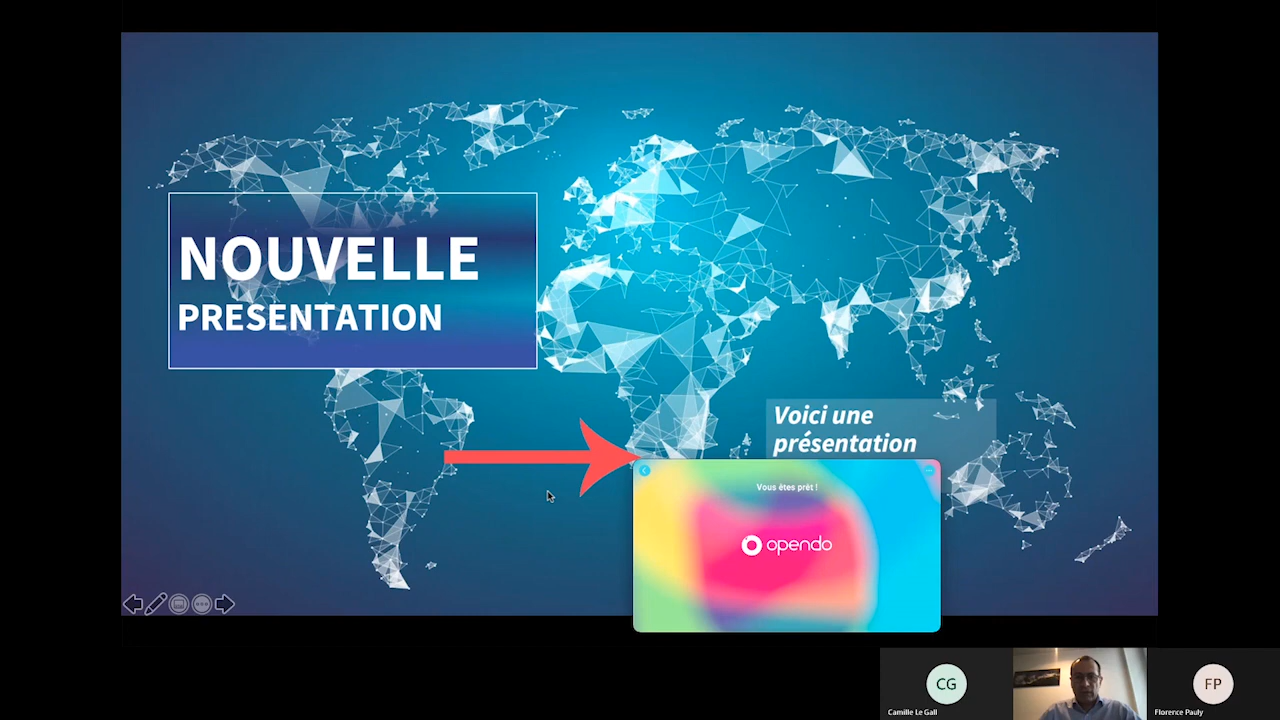 NOUVELLE
PRESENTATION
Voici une
présentation
Vous êtes prêt !
opendo
CG
FP
Camille Le Gall
Florence Pauly